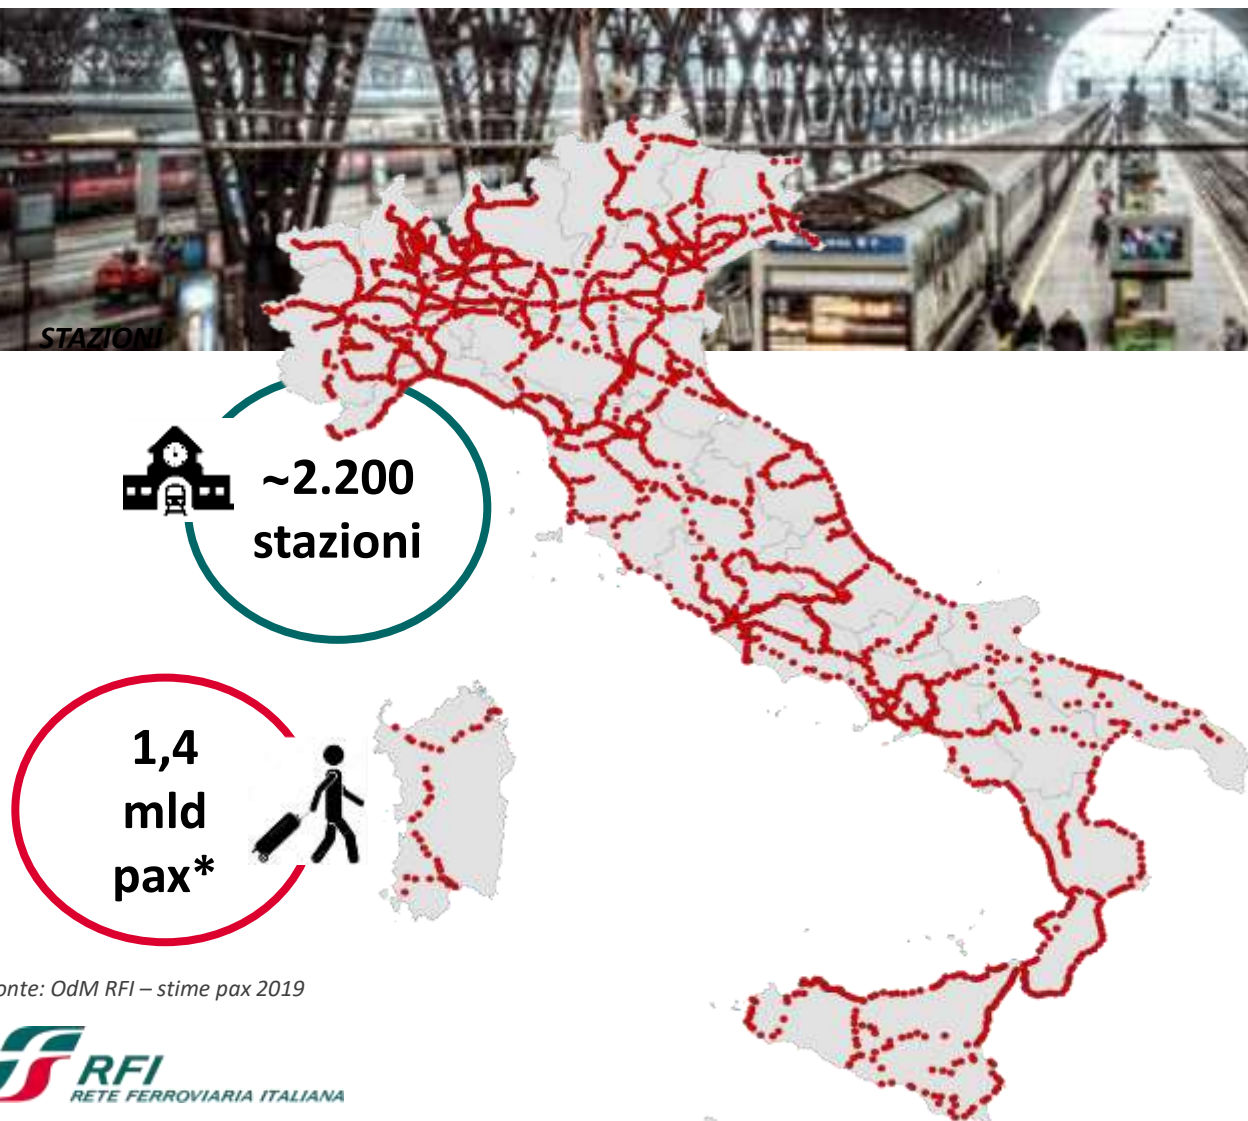 STAZIONI
~2.200
stazioni
1,4
mld
pax*
onte: OdM RFI – stime pax 2019
RFI
RETE FERROVIARIA ITALIANA